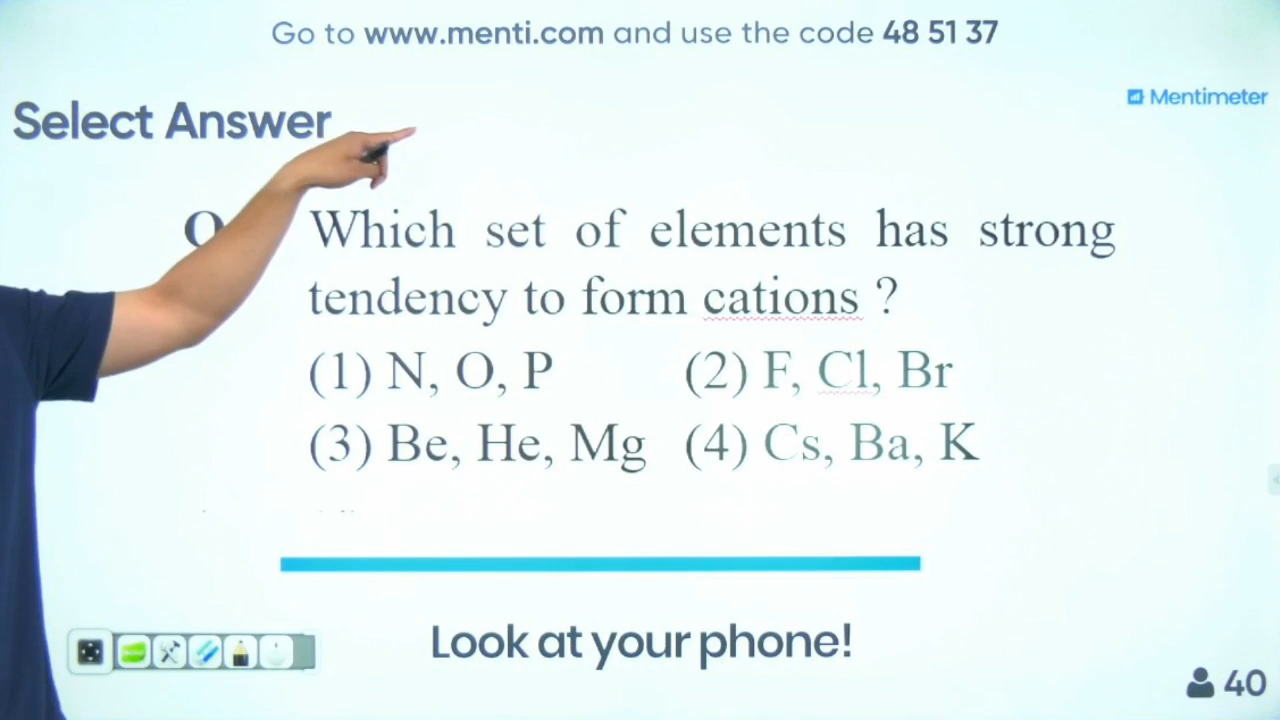 Go to www.menti.com and use the code 48 51 37
Mentimeter
Select Answer
Which set of elements has strong
tendency to form cations ?
(1) N, O, P (2) F, Cl, Br
(3) Be, He, Mg (4) Cs, Ba, K
Look at your phone!
40